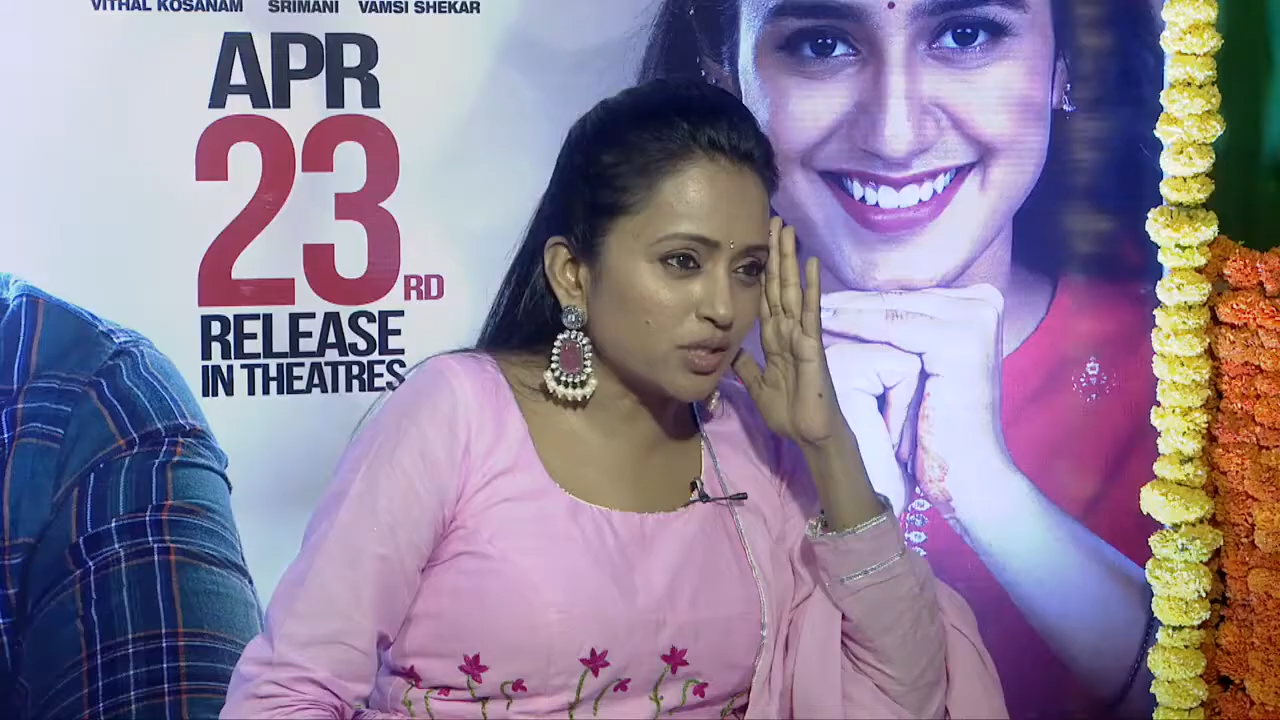 VITHAL KOSANAM SRIMANI VAMSI SHEKAR
APR
23RD
RELEASE
IN THEATRES